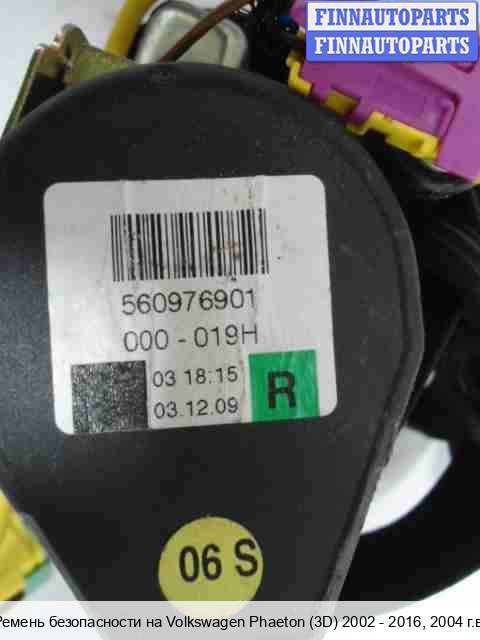 FINNAUTOPARTS
FINNAUTOPARTS
560976901
000 - 019H
03 18:15
03.12.09
R
06 S
Ремень безопасности на Volkswagen Phaeton (3D) 2002 - 2016, 2004 г.в